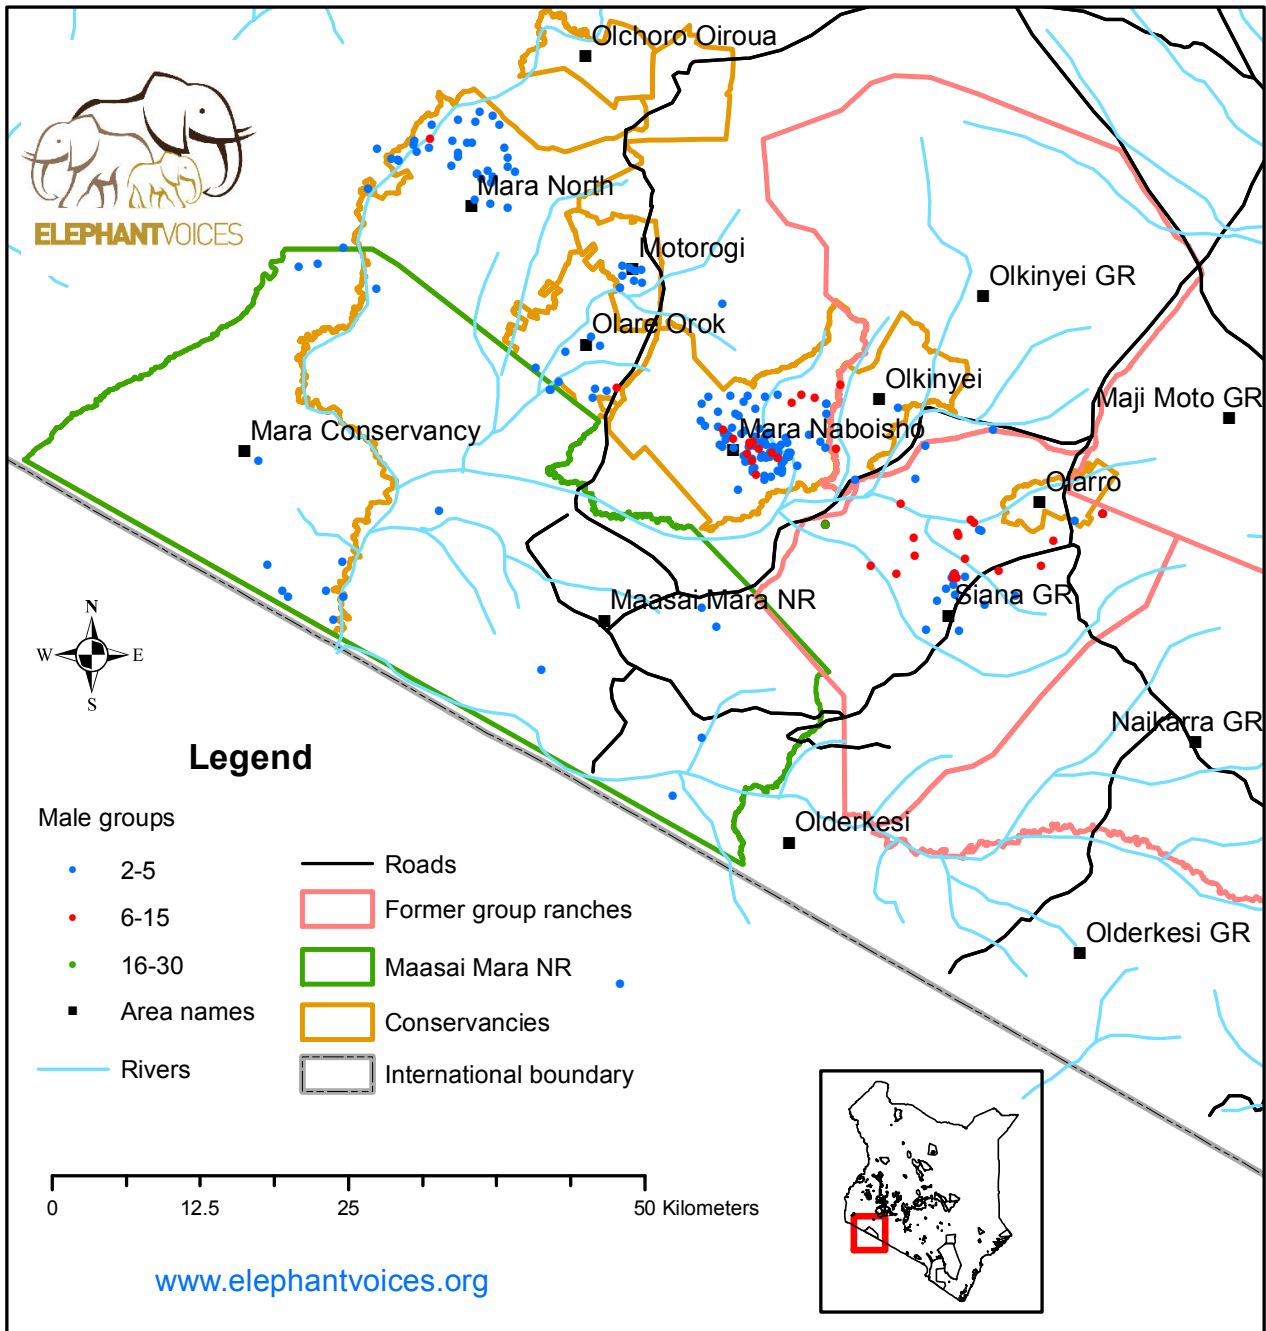 Olchoro Oiroua
Mara North
ELEPHANTVOICES
Motorogi
Olkinyei GR
Olare Orok
Olkinyei
Maji Moto GR
Mara Conservancy
Mara Naboisho
Olarro
Maasai Mara NR
Siana GR
N
W
E
S
Naikarra GR
Olderkesi
Olderkesi GR
Legend
Male groups
2-5
6-15
16-30
Area names
Rivers
Roads
Former group ranches
Maasai Mara NR
Conservancies
International boundary
0 12.5 25 50 Kilometers
www.elephantvoices.org